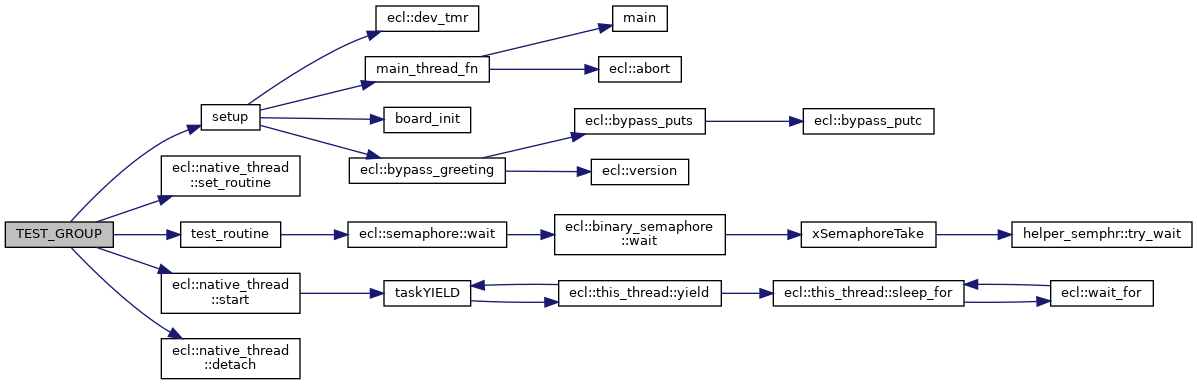 ecl::dev_tmr
main
main_thread_fn
ecl::abort
setup
board_init
ecl::bypass_puts
ecl::bypass_putc
ecl::bypass_greeting
ecl::version
ecl::native_thread
::set_routine
TEST_GROUP
test_routine
ecl::semaphore::wait
ecl::binary_semaphore
::wait
xSemaphoreTake
helper_semphr::try_wait
ecl::native_thread
::start
taskYIELD
ecl::this_thread::yield
ecl::this_thread::sleep_for
ecl::wait_for
ecl::native_thread
::detach